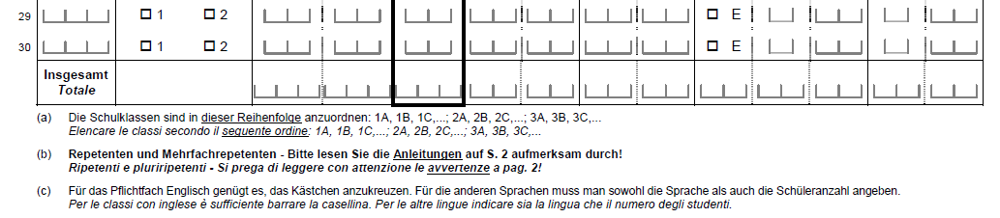 29 1 2 E
30 1 2 E
Insgesamt
Totale
(a) Die Schulklassen sind in dieser Reihenfolge anzuordnen: 1A, 1B, 1C,...; 2A, 2B, 2C,...; 3A, 3B, 3C,...
Elencare le classi secondo il seguente ordine: 1A, 1B, 1C,...; 2A, 2B, 2C,...; 3A, 3B, 3C,...
(b) Repetenten und Mehrfachrepetenten - Bitte lesen Sie die Anleitungen auf S. 2 aufmerksam durch!
Ripetenti e pluriripetenti - Si prega di leggere con attenzione le avvertenze a pag. 2!
(c) Für das Pflichtfach Englisch genügt es, das Kästchen anzukreuzen. Für die anderen Sprachen muss man sowohl die Sprache als auch die Schüleranzahl angeben.
Per le classi con inglese è sufficiente barrare la casellina. Per le altre lingue indicare sia la lingua che il numero degli studenti.